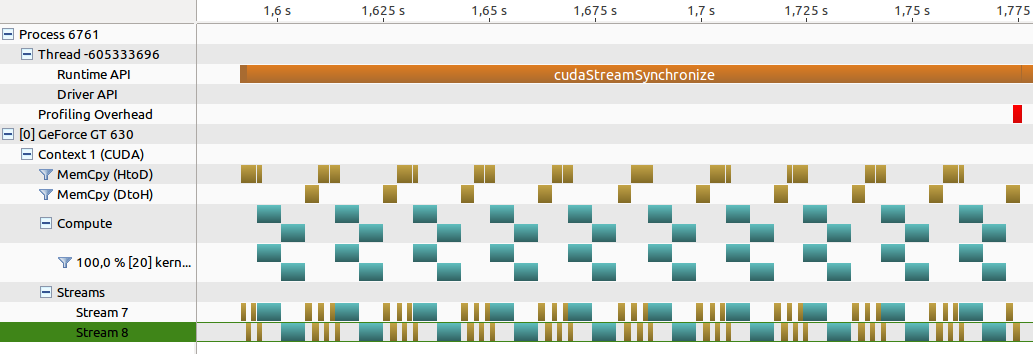 1,6 s 1,625 s 1,65 s 1,675 s 1,7 s 1,725 s 1,75 s 1,775
Process 6761
Thread -605333696
Runtime API cudaStreamSynchronize
Driver API
Profiling Overhead
[0] GeForce GT 630
Context 1 (CUDA)
MemCpy (HtoD)
MemCpy (DtoH)
Compute
100,0 % [20] kern...
Streams
Stream 7
Stream 8